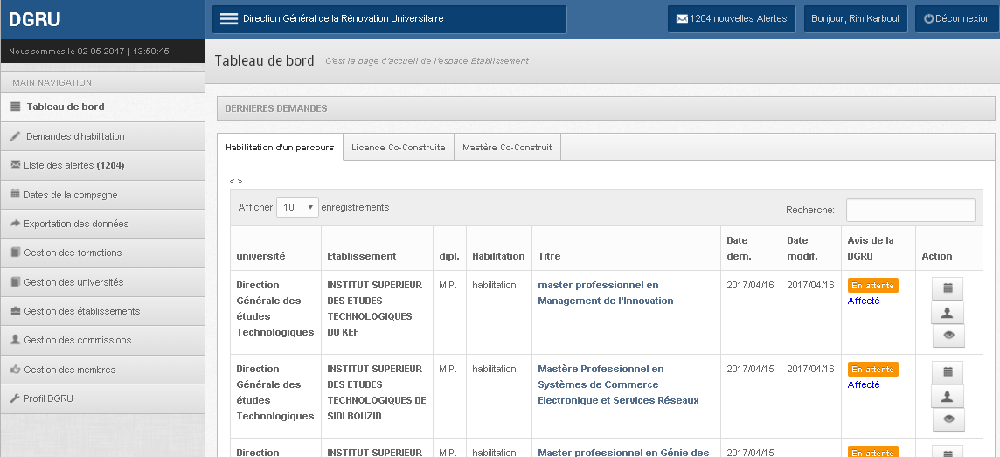 DGRU
Direction Général de la Rénovation Universitaire
1204 nouvelles Alertes
Bonjour, Rim Karboul
Déconnexion
Nous sommes le 02-05-2017 | 13:50:45
Tableau de bord
C'est la page d'accueil de l'espace Etablissement
MAIN NAVIGATION
Tableau de bord
Demandes d'habilitation
Liste des alertes (1204)
Dates de la compagne
Exportation des données
Gestion des formations
Gestion des universités
Gestion des établissements
Gestion des commissions
Gestion des membres
Profil DGRU
DERNIERES DEMANDES
Habilitation d'un parcours
Licence Co-Construite
Mastère Co-Construit
< >
Afficher 10 enregistrements
Recherche:
université
Etablissement
dipl.
Habilitation
Titre
Date
dem.
Date
modif.
Avis de la
DGRU
Action
Direction
Générale des
études
Technologiques
INSTITUT SUPERIEUR
DES ETUDES
TECHNOLOGIQUES
DU KEF
M.P.
habilitation
master professionnel en
Management de l'Innovation
2017/04/16
2017/04/16
En attente
Affecté
Direction
Générale des
études
Technologiques
INSTITUT SUPERIEUR
DES ETUDES
TECHNOLOGIQUES DE
SIDI BOUZID
M.P.
habilitation
Mastère Professionnel en
Systèmes de Commerce
Electronique et Services Réseaux
2017/04/15
2017/04/16
En attente
Affecté
Direction
INSTITUT SUPERIEUR
M.P.
habilitation
Master professionnel en Génie des
2017/04/15
En attente